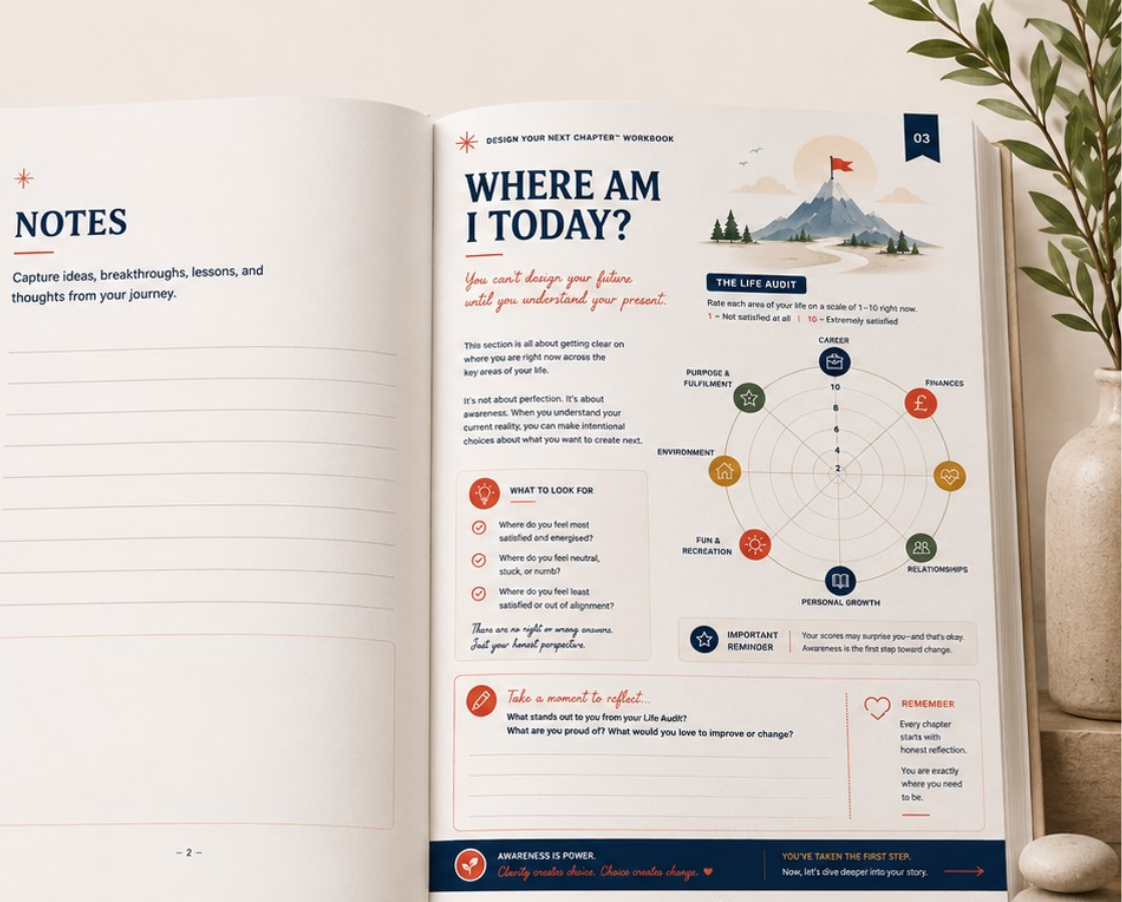 NOTES
Capture ideas, breakthroughs, lessons, and
thoughts from your journey.
– 2 –
DESIGN YOUR NEXT CHAPTER™ WORKBOOK
03
WHERE AM
I TODAY?
You can't design your future
until you understand your present.
This section is all about getting clear on
where you are right now across the
key areas of your life.
It's not about perfection. It's about
awareness. When you understand your
current reality, you can make intentional
choices about what you want to create next.
WHAT TO LOOK FOR
Where do you feel most
satisfied and energised?
Where do you feel neutral,
stuck, or numb?
Where do you feel least
satisfied or out of alignment?
There are no right or wrong answers.
Just your honest perspective.
THE LIFE AUDIT
Rate each area of your life on a scale of 1–10 right now.
1 – Not satisfied at all | 10 – Extremely satisfied
CAREER
PURPOSE &
FULFILMENT
FINANCES
£
10
8
6
4
2
ENVIRONMENT
FUN &
RECREATION
RELATIONSHIPS
PERSONAL GROWTH
IMPORTANT
REMINDER
Your scores may surprise you—and that's okay.
Awareness is the first step toward change.
Take a moment to reflect...
What stands out to you from your Life Audit?
What are you proud of? What would you love to improve or change?
REMEMBER
Every chapter
starts with
honest reflection.
You are exactly
where you need
to be.
AWARENESS IS POWER.
Clarity creates choice. Choice creates change. ♥
YOU'VE TAKEN THE FIRST STEP.
Now, let's dive deeper into your story.